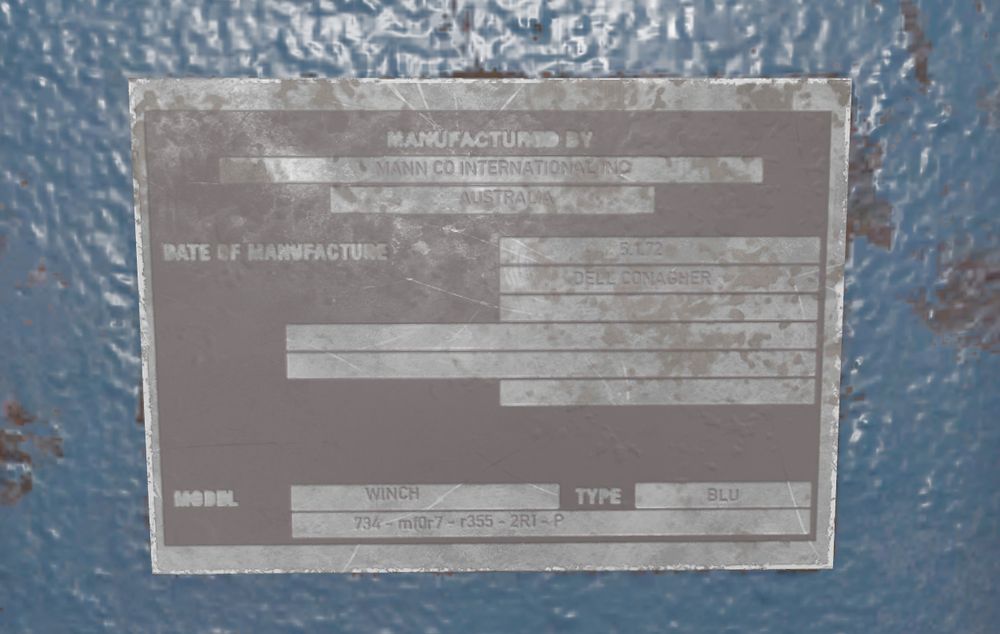 MANUFACTURED BY
MANN CO INTERNATIONAL INC
AUSTRALIA
DATE OF MANUFACTURE 5.1.72
DELL CONAGHER
MODEL WINCH TYPE BLU
734 - mf0r7 - r355 - 2R1 - P